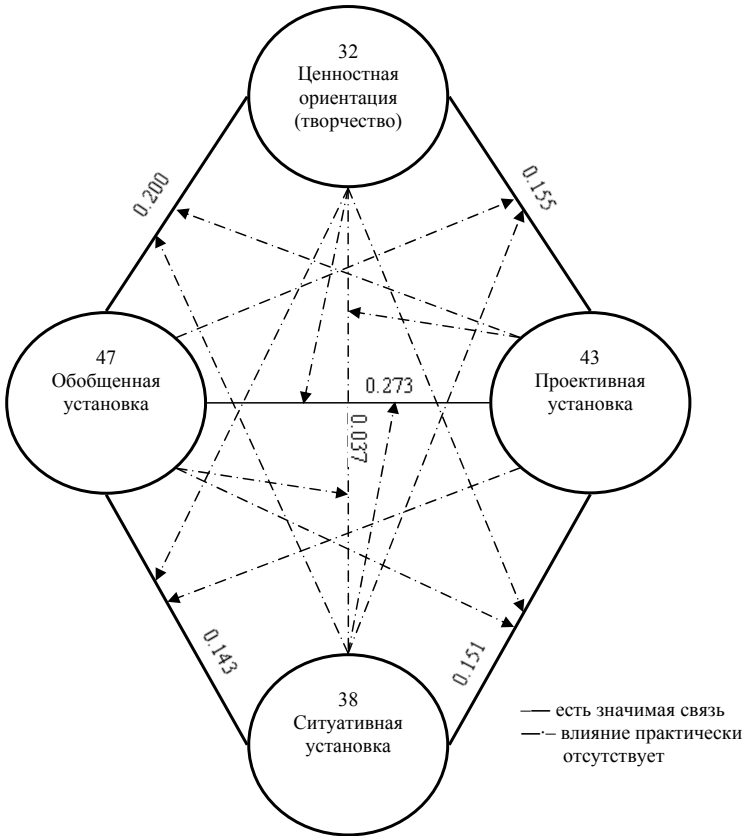 32
Ценностная
ориентация
(творчество)
0.200
0.155
47
Обобщенная
установка
0.273
0.037
43
Проективная
установка
0.143
0.151
38
Ситуативная
установка
есть значимая связь
влияние практически
отсутствует